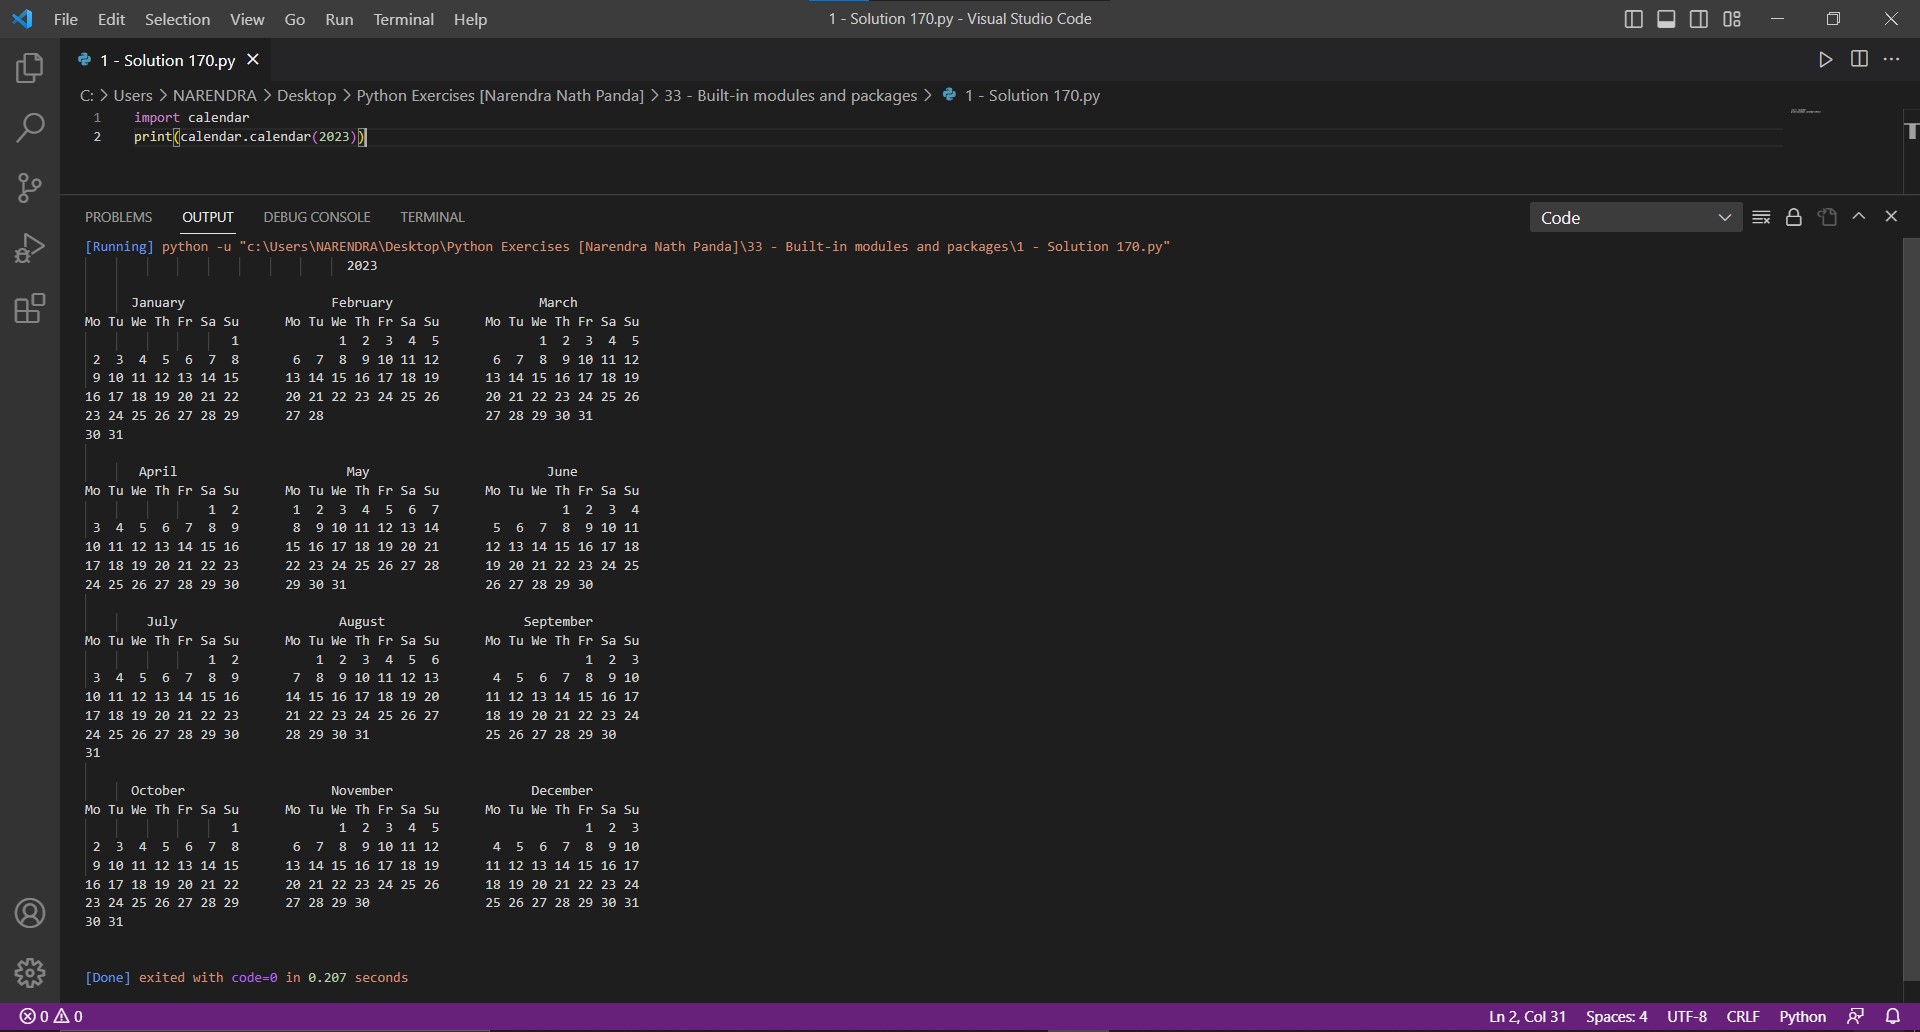 File Edit Selection View Go Run Terminal Help 1 - Solution 170.py - Visual Studio Code
1 - Solution 170.py
C: > Users > NARENDRA > Desktop > Python Exercises [Narendra Nath Panda] > 33 - Built-in modules and packages > 1 - Solution 170.py
1 import calendar
2 print(calendar.calendar(2023))
PROBLEMS OUTPUT DEBUG CONSOLE TERMINAL Code
[Running] python -u "c:\Users\NARENDRA\Desktop\Python Exercises [Narendra Nath Panda]\33 - Built-in modules and packages\1 - Solution 170.py"
2023
January February March
Mo Tu We Th Fr Sa Su Mo Tu We Th Fr Sa Su Mo Tu We Th Fr Sa Su
1 1 2 3 4 5 1 2 3 4 5
2 3 4 5 6 7 8 6 7 8 9 10 11 12 6 7 8 9 10 11 12
9 10 11 12 13 14 15 13 14 15 16 17 18 19 13 14 15 16 17 18 19
16 17 18 19 20 21 22 20 21 22 23 24 25 26 20 21 22 23 24 25 26
23 24 25 26 27 28 29 27 28 27 28 29 30 31
30 31
April May June
Mo Tu We Th Fr Sa Su Mo Tu We Th Fr Sa Su Mo Tu We Th Fr Sa Su
1 2 1 2 3 4 5 6 7 1 2 3 4
3 4 5 6 7 8 9 8 9 10 11 12 13 14 5 6 7 8 9 10 11
10 11 12 13 14 15 16 15 16 17 18 19 20 21 12 13 14 15 16 17 18
17 18 19 20 21 22 23 22 23 24 25 26 27 28 19 20 21 22 23 24 25
24 25 26 27 28 29 30 29 30 31 26 27 28 29 30
July August September
Mo Tu We Th Fr Sa Su Mo Tu We Th Fr Sa Su Mo Tu We Th Fr Sa Su
1 2 1 2 3 4 5 6 1 2 3
3 4 5 6 7 8 9 7 8 9 10 11 12 13 4 5 6 7 8 9 10
10 11 12 13 14 15 16 14 15 16 17 18 19 20 11 12 13 14 15 16 17
17 18 19 20 21 22 23 21 22 23 24 25 26 27 18 19 20 21 22 23 24
24 25 26 27 28 29 30 28 29 30 31 25 26 27 28 29 30
31
October November December
Mo Tu We Th Fr Sa Su Mo Tu We Th Fr Sa Su Mo Tu We Th Fr Sa Su
1 1 2 3 4 5 1 2 3
2 3 4 5 6 7 8 6 7 8 9 10 11 12 4 5 6 7 8 9 10
9 10 11 12 13 14 15 13 14 15 16 17 18 19 11 12 13 14 15 16 17
16 17 18 19 20 21 22 20 21 22 23 24 25 26 18 19 20 21 22 23 24
23 24 25 26 27 28 29 27 28 29 30 25 26 27 28 29 30 31
30 31
[Done] exited with code=0 in 0.207 seconds
0 0 Ln 2, Col 31 Spaces: 4 UTF-8 CRLF Python